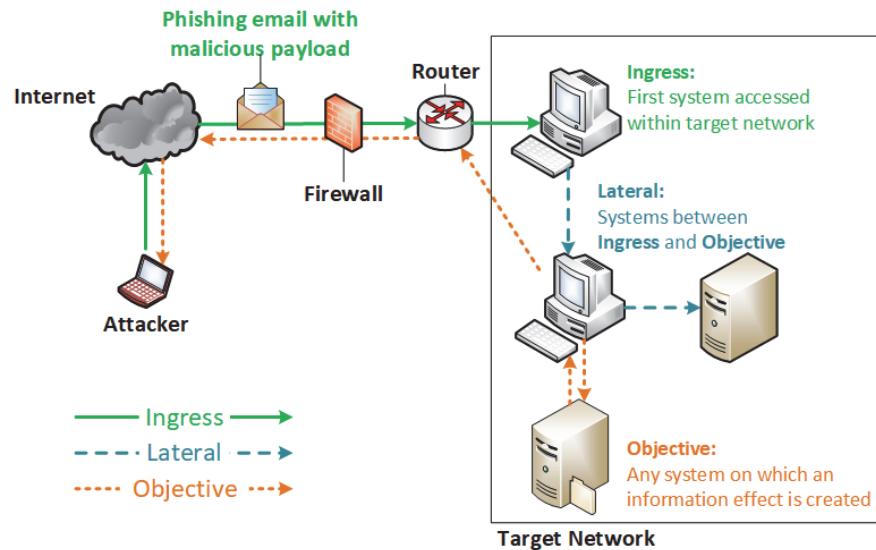 Phishing email with
malicious payload
Internet
Router
Firewall
Attacker
Ingress:
First system accessed
within target network
Lateral:
Systems between
Ingress and Objective
Objective:
Any system on which an
information effect is created
Ingress
Lateral
Objective
Target Network